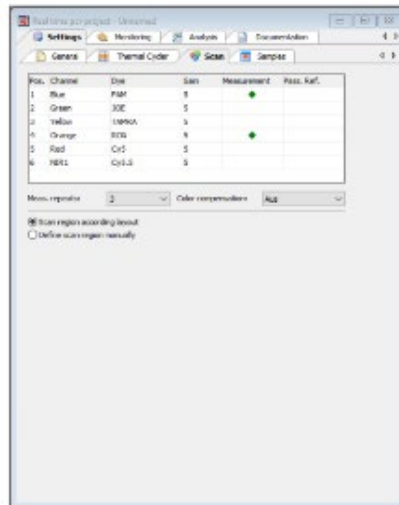 Real time pcr project - Unnamed
Settings Monitoring Analysis Documentation
General Thermal Cycler Scan Samples
Pos. Channel Dye Gain Measurement Pass. Ref.
1 Blue FAM 5
2 Green JOE 5
3 Yellow TAMRA 5
4 Orange ROX 5
5 Red Cy5 5
6 NIR1 Cy5.5 5
Meas. repeats: 3 Color compensation: Aus
Scan region according layout
Define scan region manually